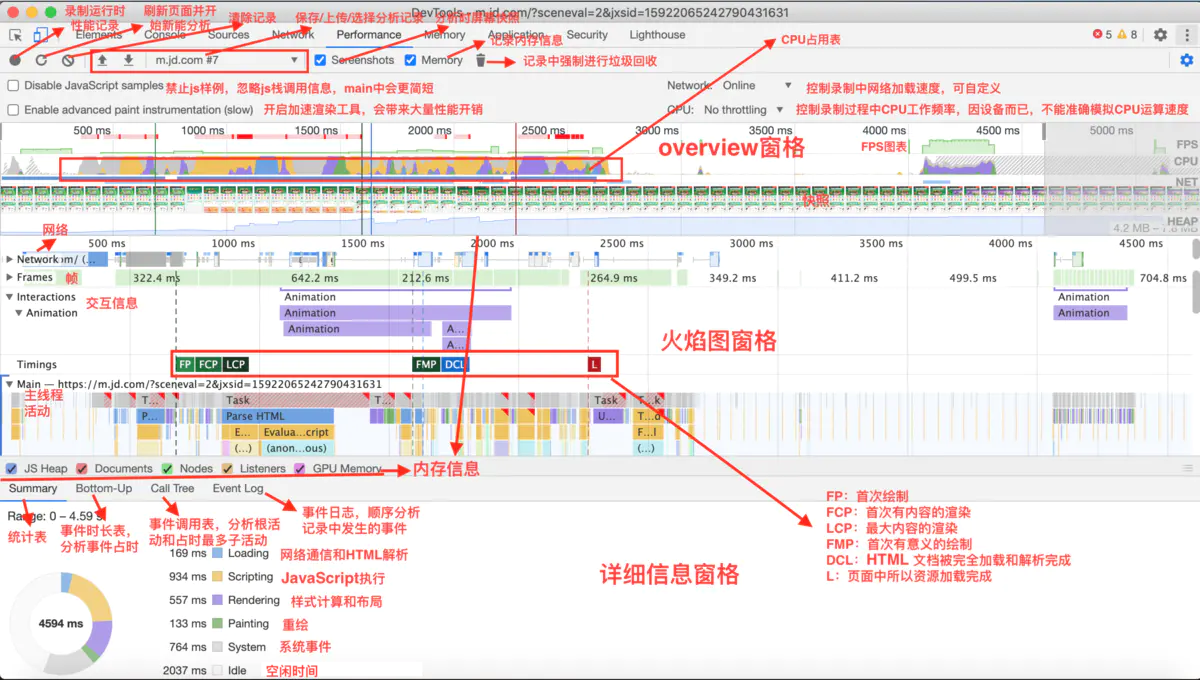 录制运行时
性能记录
刷新页面并开
始新能分析
清除记录
保存/上传/选择分析记录
分析时屏幕快照
DevTools – m.jd.com/?sceneval=2&jxsid=15922065242790431631
Elements
Console
Sources
Network
Performance
Memory
Application
Security
Lighthouse
5
8
记录内存信息
CPU占用表
m.jd.com #7
Screenshots
Memory
记录中强制进行垃圾回收
Disable JavaScript samples
禁止js样例，忽略js栈调用信息，main中会更简短
Network: Online
控制录制中网络加载速度，可自定义
Enable advanced paint instrumentation (slow)
开启加速渲染工具，会带来大量性能开销
CPU: No throttling
控制录制过程中CPU工作频率，因设备而已，不能准确模拟CPU运算速度
500 ms
1000 ms
1500 ms
2000 ms
2500 ms
3000 ms
3500 ms
4000 ms
4500 ms
5000 ms
overview窗格
FPS图表
FPS
CPU
NET
快照
HEAP
4.2 MB – 7.8 MB
网络
500 ms
1000 ms
1500 ms
2000 ms
2500 ms
3000 ms
3500 ms
4000 ms
4500 ms
Network
om/ (…
Frames
帧
322.4 ms
642.2 ms
212.6 ms
264.9 ms
349.2 ms
411.2 ms
499.5 ms
704.8 ms
Interactions
交互信息
Animation
Animation
Animation
Animation
Animation
Animation
A…
A…
火焰图窗格
Timings
FP
FCP
LCP
FMP
DCL
L
Main — https://m.jd.com/?sceneval=2&jxsid=15922065242790431631
主线程
活动
T…
Task
T…
Task
T…k
P…
Parse HTML
U…
T…d
E…
Evalua…cript
F…l
(…)
(anon…ous)
(…)
JS Heap
Documents
Nodes
Listeners
GPU Memory
内存信息
Summary
Bottom-Up
Call Tree
Event Log
Range: 0 – 4.59 s
统计表
事件时长表，
分析事件占时
事件调用表，分析根活
动和占时最多子活动
事件日志，顺序分析
记录中发生的事件
169 ms
Loading
网络通信和HTML解析
934 ms
Scripting
JavaScript执行
557 ms
Rendering
样式计算和布局
133 ms
Painting
重绘
764 ms
System
系统事件
2037 ms
Idle
空闲时间
4594 ms
详细信息窗格
FP：首次绘制
FCP：首次有内容的渲染
LCP：最大内容的渲染
FMP：首次有意义的绘制
DCL：HTML 文档被完全加载和解析完成
L：页面中所以资源加载完成